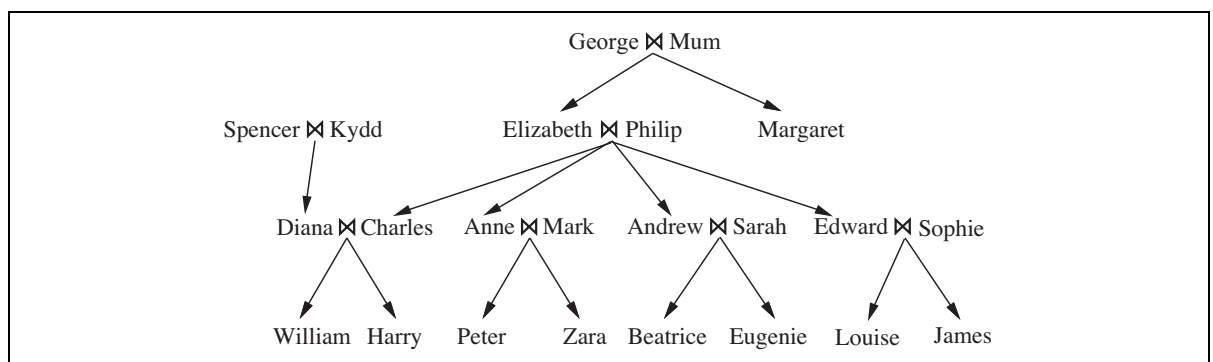 George ⋈ Mum
Spencer ⋈ Kydd Elizabeth ⋈ Philip Margaret
Diana ⋈ Charles Anne ⋈ Mark Andrew ⋈ Sarah Edward ⋈ Sophie
William Harry Peter Zara Beatrice Eugenie Louise James